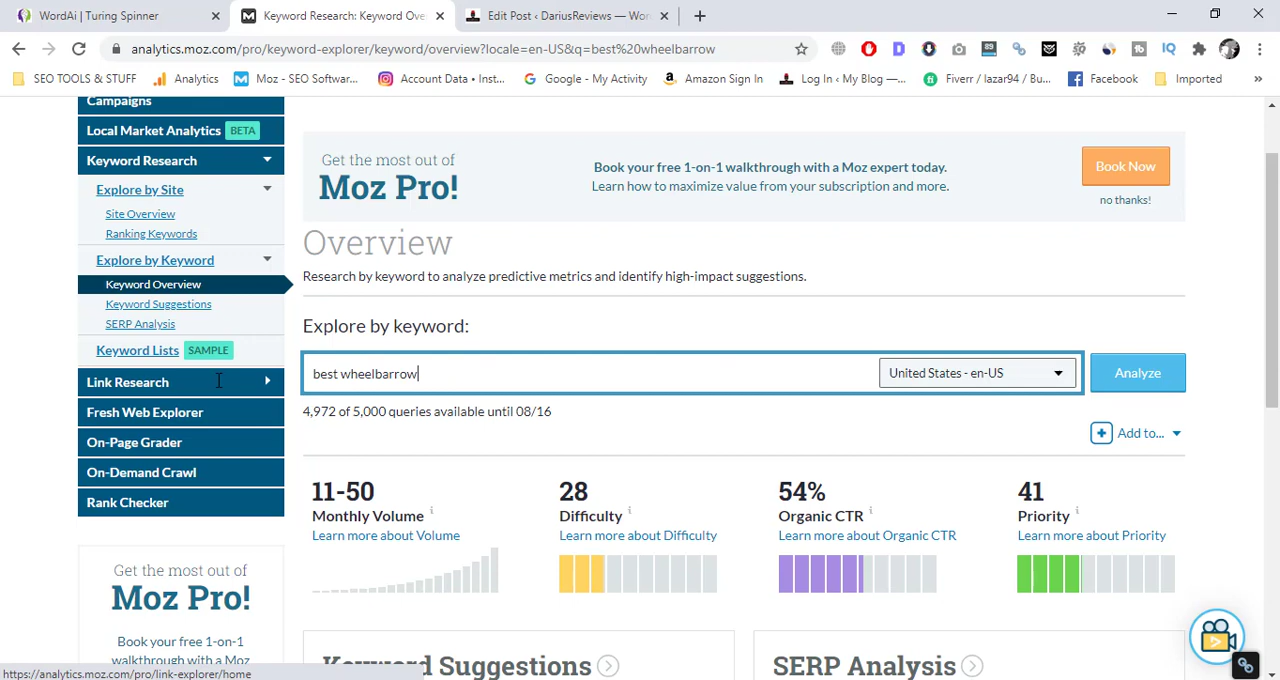 WordAi | Turing Spinner
Keyword Research: Keyword Ove
Edit Post ‹ DariusReviews — Wor
analytics.moz.com/pro/keyword-explorer/keyword/overview?locale=en-US&q=best%20wheelbarrow
89
IQ
SEO TOOLS & STUFF
Analytics
Moz - SEO Software...
Account Data • Inst...
Google - My Activity
Amazon Sign In
Log In ‹ My Blog —...
Fiverr / lazar94 / Bu...
Facebook
Imported
»
Campaigns
Local Market Analytics BETA
Keyword Research
Explore by Site
Site Overview
Ranking Keywords
Explore by Keyword
Keyword Overview
Keyword Suggestions
SERP Analysis
Keyword Lists SAMPLE
Link Research
Fresh Web Explorer
On-Page Grader
On-Demand Crawl
Rank Checker
Get the most out of
Moz Pro!
Book your free 1-on-1
walkthrough with a Moz
Get the most out of
Moz Pro!
Book your free 1-on-1 walkthrough with a Moz expert today.
Learn how to maximize value from your subscription and more.
Book Now
no thanks!
Overview
Research by keyword to analyze predictive metrics and identify high-impact suggestions.
Explore by keyword:
best wheelbarrow
United States - en-US
Analyze
4,972 of 5,000 queries available until 08/16
Add to...
11-50
Monthly Volume i
Learn more about Volume
28
Difficulty i
Learn more about Difficulty
54%
Organic CTR i
Learn more about Organic CTR
41
Priority i
Learn more about Priority
Keyword Suggestions
SERP Analysis
https://analytics.moz.com/pro/link-explorer/home